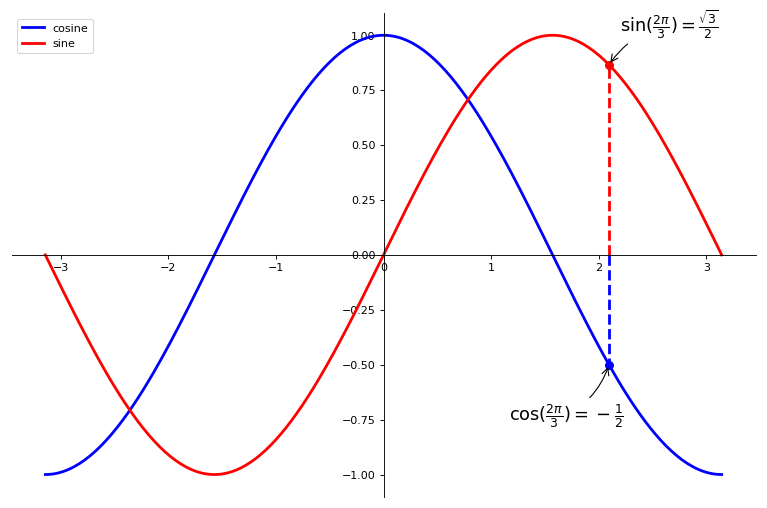 cosine
sine
sin(2π/3) = √3/2
1.00
0.75
0.50
0.25
0.00
−3 −2 −1 0 1 2 3
−0.25
−0.50
cos(2π/3) = −1/2
−0.75
−1.00